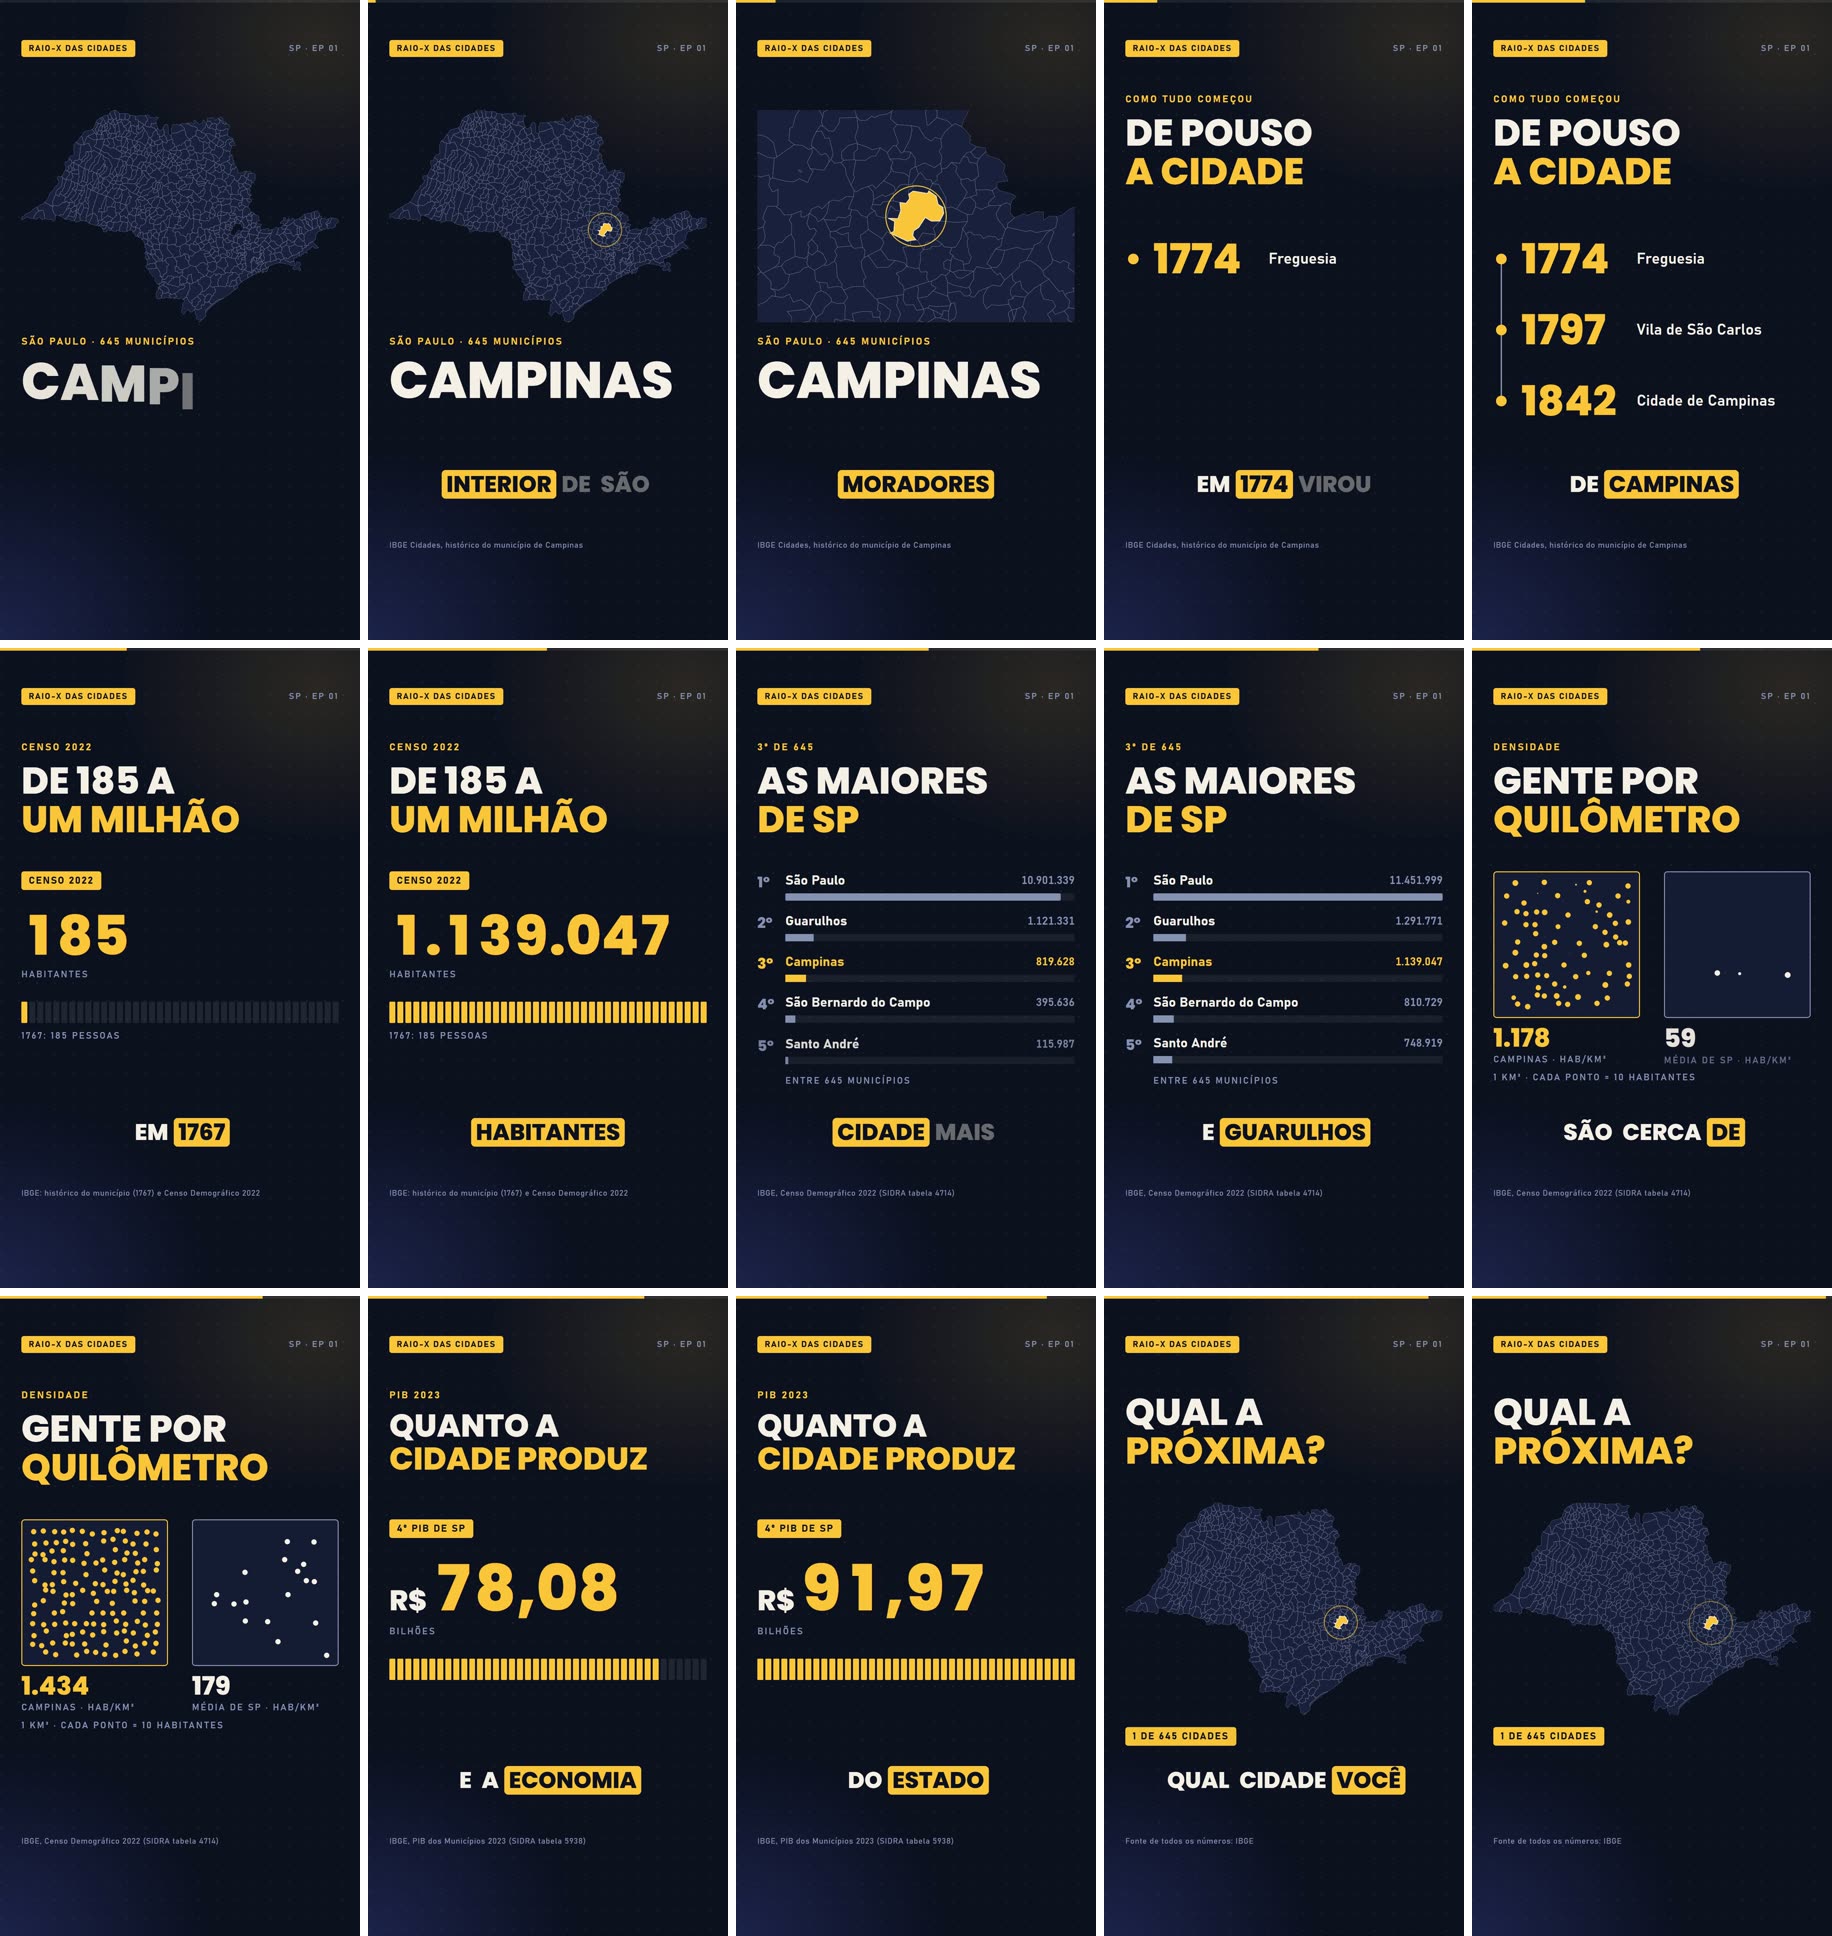 RAIO-X DAS CIDADES
SP · EP 01
SÃO PAULO · 645 MUNICÍPIOS
CAMPI
RAIO-X DAS CIDADES
SP · EP 01
SÃO PAULO · 645 MUNICÍPIOS
CAMPINAS
INTERIOR DE SÃO
IBGE Cidades, histórico do município de Campinas
RAIO-X DAS CIDADES
SP · EP 01
SÃO PAULO · 645 MUNICÍPIOS
CAMPINAS
MORADORES
IBGE Cidades, histórico do município de Campinas
RAIO-X DAS CIDADES
SP · EP 01
COMO TUDO COMEÇOU
DE POUSO
A CIDADE
1774 Freguesia
EM 1774 VIROU
IBGE Cidades, histórico do município de Campinas
RAIO-X DAS CIDADES
SP · EP 01
COMO TUDO COMEÇOU
DE POUSO
A CIDADE
1774 Freguesia
1797 Vila de São Carlos
1842 Cidade de Campinas
DE CAMPINAS
IBGE Cidades, histórico do município de Campinas
RAIO-X DAS CIDADES
SP · EP 01
CENSO 2022
DE 185 A
UM MILHÃO
CENSO 2022
185
HABITANTES
1767: 185 PESSOAS
EM 1767
IBGE: histórico do município (1767) e Censo Demográfico 2022
RAIO-X DAS CIDADES
SP · EP 01
CENSO 2022
DE 185 A
UM MILHÃO
CENSO 2022
1.139.047
HABITANTES
1767: 185 PESSOAS
HABITANTES
IBGE: histórico do município (1767) e Censo Demográfico 2022
RAIO-X DAS CIDADES
SP · EP 01
3ª DE 645
AS MAIORES
DE SP
1º São Paulo 10.901.339
2º Guarulhos 1.121.331
3º Campinas 819.628
4º São Bernardo do Campo 395.636
5º Santo André 115.987
ENTRE 645 MUNICÍPIOS
CIDADE MAIS
IBGE, Censo Demográfico 2022 (SIDRA tabela 4714)
RAIO-X DAS CIDADES
SP · EP 01
3ª DE 645
AS MAIORES
DE SP
1º São Paulo 11.451.999
2º Guarulhos 1.291.771
3º Campinas 1.139.047
4º São Bernardo do Campo 810.729
5º Santo André 748.919
ENTRE 645 MUNICÍPIOS
E GUARULHOS
IBGE, Censo Demográfico 2022 (SIDRA tabela 4714)
RAIO-X DAS CIDADES
SP · EP 01
DENSIDADE
GENTE POR
QUILÔMETRO
1.178 59
CAMPINAS · HAB/KM² MÉDIA DE SP · HAB/KM²
1 KM² · CADA PONTO = 10 HABITANTES
SÃO CERCA DE
IBGE, Censo Demográfico 2022 (SIDRA tabela 4714)
RAIO-X DAS CIDADES
SP · EP 01
DENSIDADE
GENTE POR
QUILÔMETRO
1.434 179
CAMPINAS · HAB/KM² MÉDIA DE SP · HAB/KM²
1 KM² · CADA PONTO = 10 HABITANTES
IBGE, Censo Demográfico 2022 (SIDRA tabela 4714)
RAIO-X DAS CIDADES
SP · EP 01
PIB 2023
QUANTO A
CIDADE PRODUZ
4º PIB DE SP
R$ 78,08
BILHÕES
E A ECONOMIA
IBGE, PIB dos Municípios 2023 (SIDRA tabela 5938)
RAIO-X DAS CIDADES
SP · EP 01
PIB 2023
QUANTO A
CIDADE PRODUZ
4º PIB DE SP
R$ 91,97
BILHÕES
DO ESTADO
IBGE, PIB dos Municípios 2023 (SIDRA tabela 5938)
RAIO-X DAS CIDADES
SP · EP 01
QUAL A
PRÓXIMA?
1 DE 645 CIDADES
QUAL CIDADE VOCÊ
Fonte de todos os números: IBGE
RAIO-X DAS CIDADES
SP · EP 01
QUAL A
PRÓXIMA?
1 DE 645 CIDADES
Fonte de todos os números: IBGE